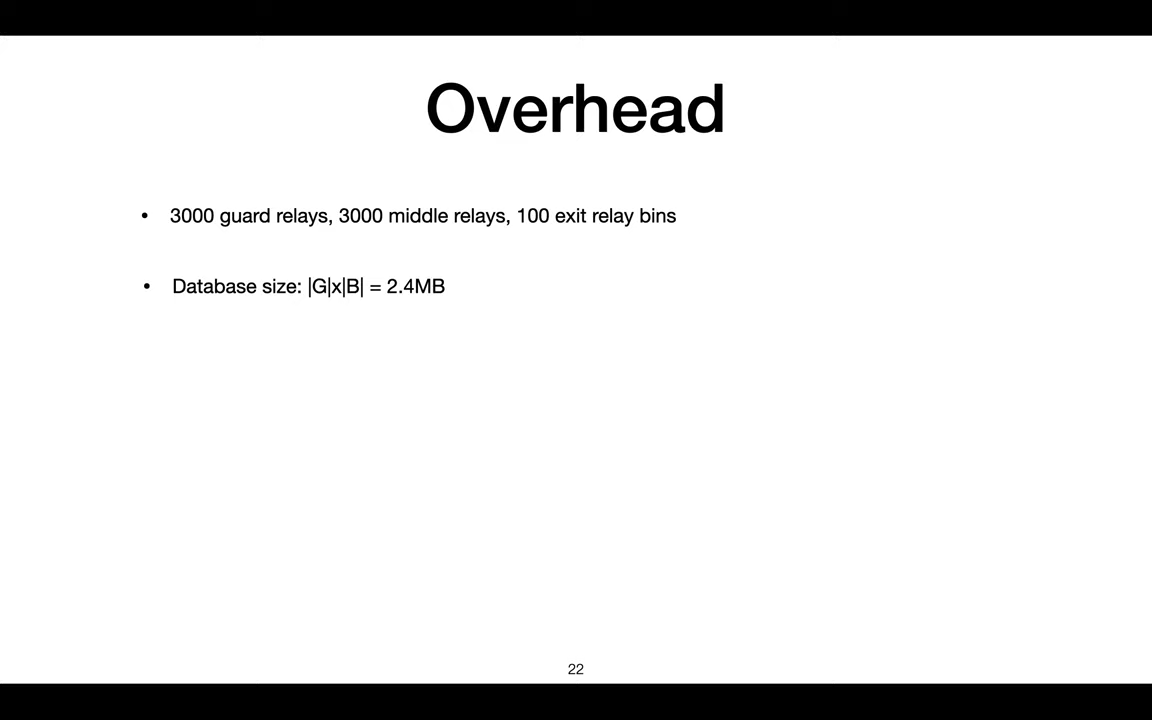 Overhead
• 3000 guard relays, 3000 middle relays, 100 exit relay bins
• Database size: |G|x|B| = 2.4MB
22